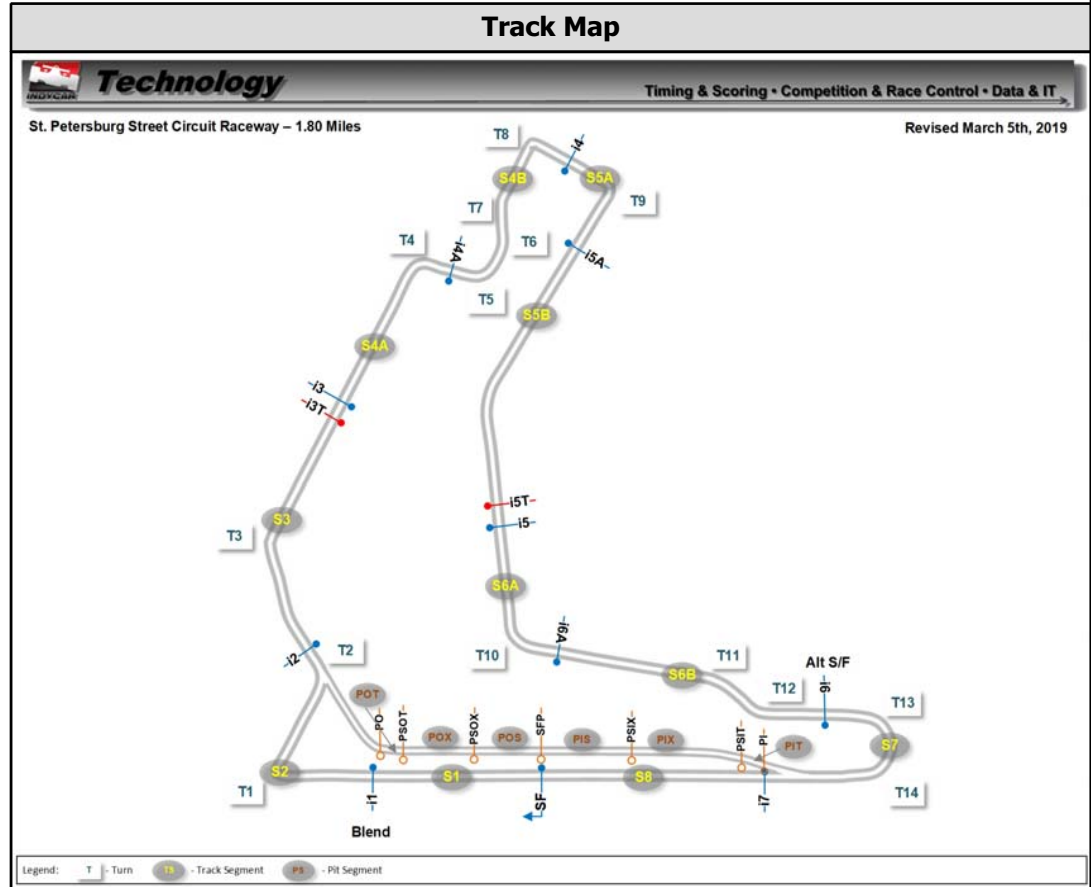 Track Map
INDYCAR
Technology
Timing & Scoring • Competition & Race Control • Data & IT
St. Petersburg Street Circuit Raceway – 1.80 Miles
Revised March 5th, 2019
T8
i4
S4B
S5A
T9
T7
T4
i4A
T6
i5A
T5
S5B
S4A
i3
i3T
i5T
S3
i5
T3
S6A
i6A
T2
i2
T10
S6B
T11
Alt S/F
T12
i6
T13
POT
PO
PSOT
POX
PSOX
POS
SFP
PIS
PSIX
PIX
PSIT
PI
PIT
S7
S2
S1
S8
T1
i1
SF
i7
T14
Blend
Legend: T - Turn TS - Track Segment PS - Pit Segment